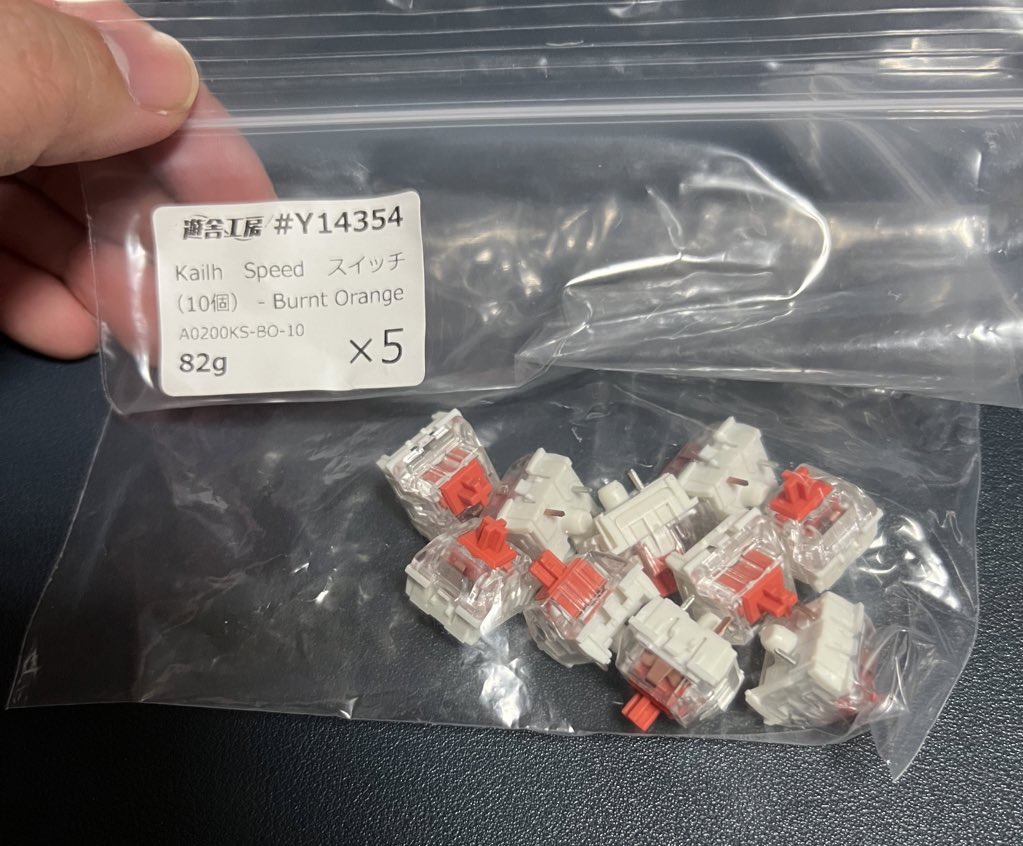 遊舎工房 #Y14354
Kailh Speed スイッチ
（10個） - Burnt Orange
A0200KS-BO-10
82g ×5